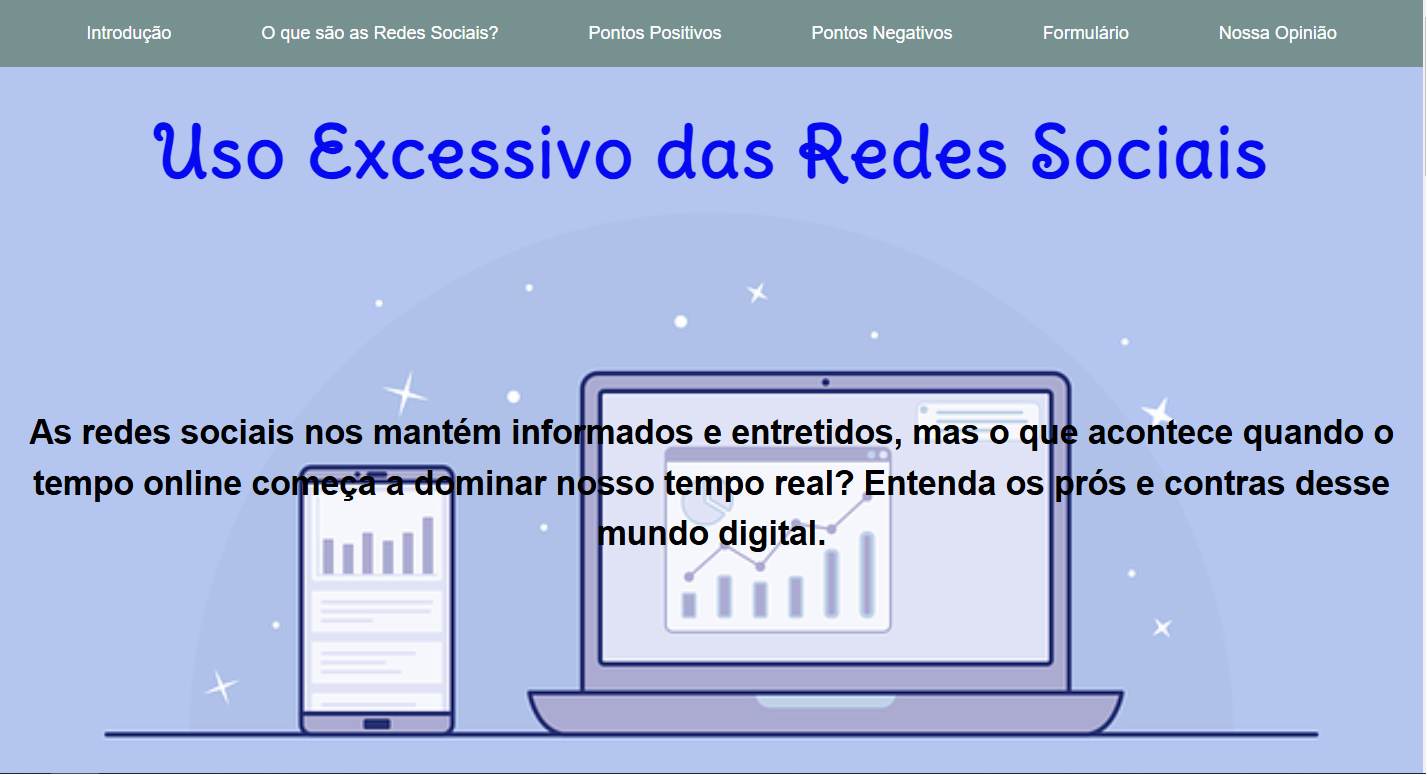 Introdução
O que são as Redes Sociais?
Pontos Positivos
Pontos Negativos
Formulário
Nossa Opinião
Uso Excessivo das Redes Sociais
As redes sociais nos mantém informados e entretidos, mas o que acontece quando o
tempo online começa a dominar nosso tempo real? Entenda os prós e contras desse
mundo digital.